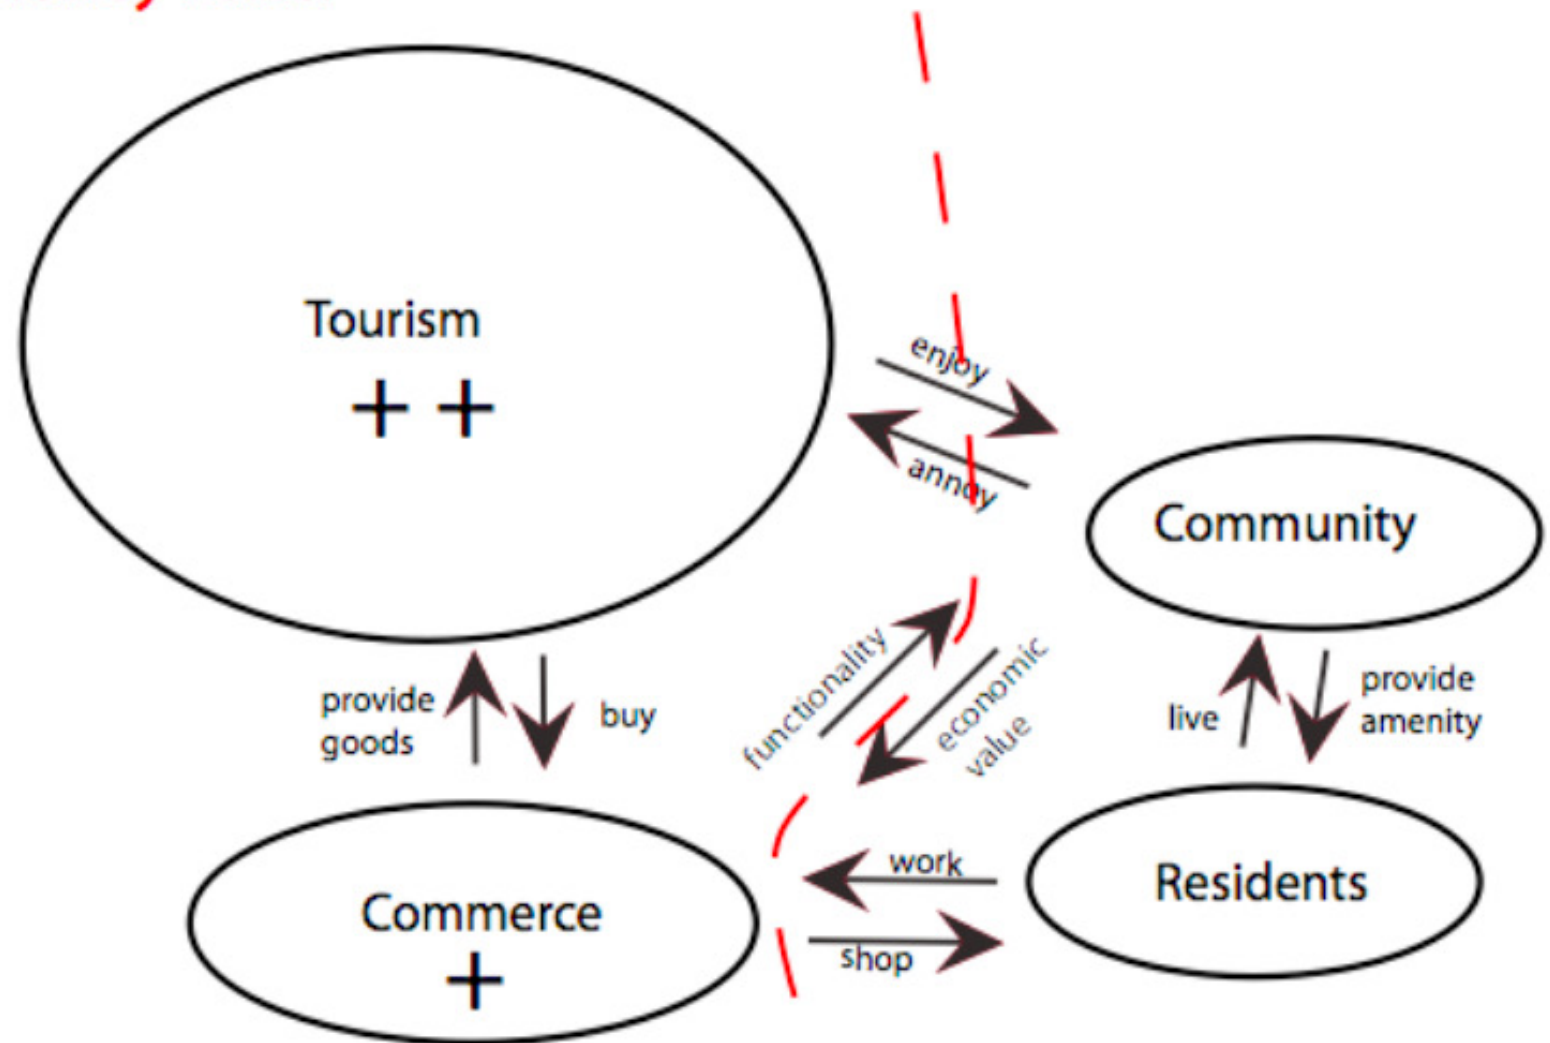 Tourism
++
enjoy
annoy
Community
functionality
economic
value
provide
goods
buy
live
provide
amenity
Commerce
+
work
shop
Residents